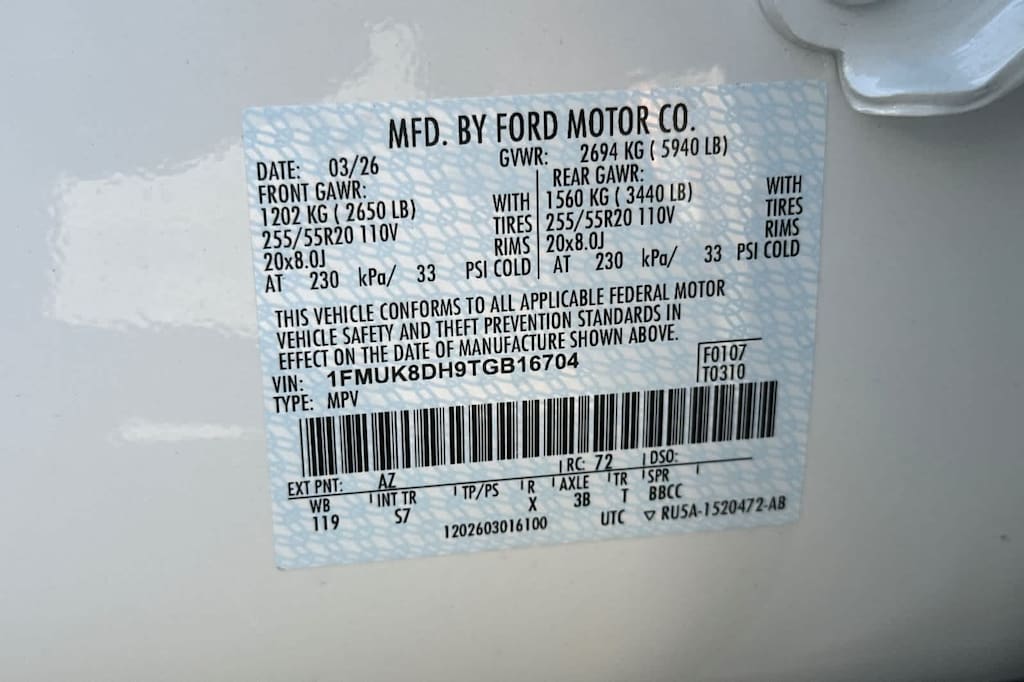 MFD. BY FORD MOTOR CO.
DATE: 03/26 GVWR: 2694 KG ( 5940 LB)
FRONT GAWR: REAR GAWR:
1202 KG ( 2650 LB) WITH 1560 KG ( 3440 LB) WITH
255/55R20 110V TIRES 255/55R20 110V TIRES
20x8.0J RIMS 20x8.0J RIMS
AT 230 kPa/ 33 PSI COLD AT 230 kPa/ 33 PSI COLD
THIS VEHICLE CONFORMS TO ALL APPLICABLE FEDERAL MOTOR
VEHICLE SAFETY AND THEFT PREVENTION STANDARDS IN
EFFECT ON THE DATE OF MANUFACTURE SHOWN ABOVE.
VIN: 1FMUK8DH9TGB16704 F0107
TYPE: MPV T0310
EXT PNT: AZ RC: 72 DSO:
WB INT TR TP/PS R AXLE TR SPR
119 S7 X 3B T BBCC
1202603016100 UTC ▽ RU5A-1520472-AB